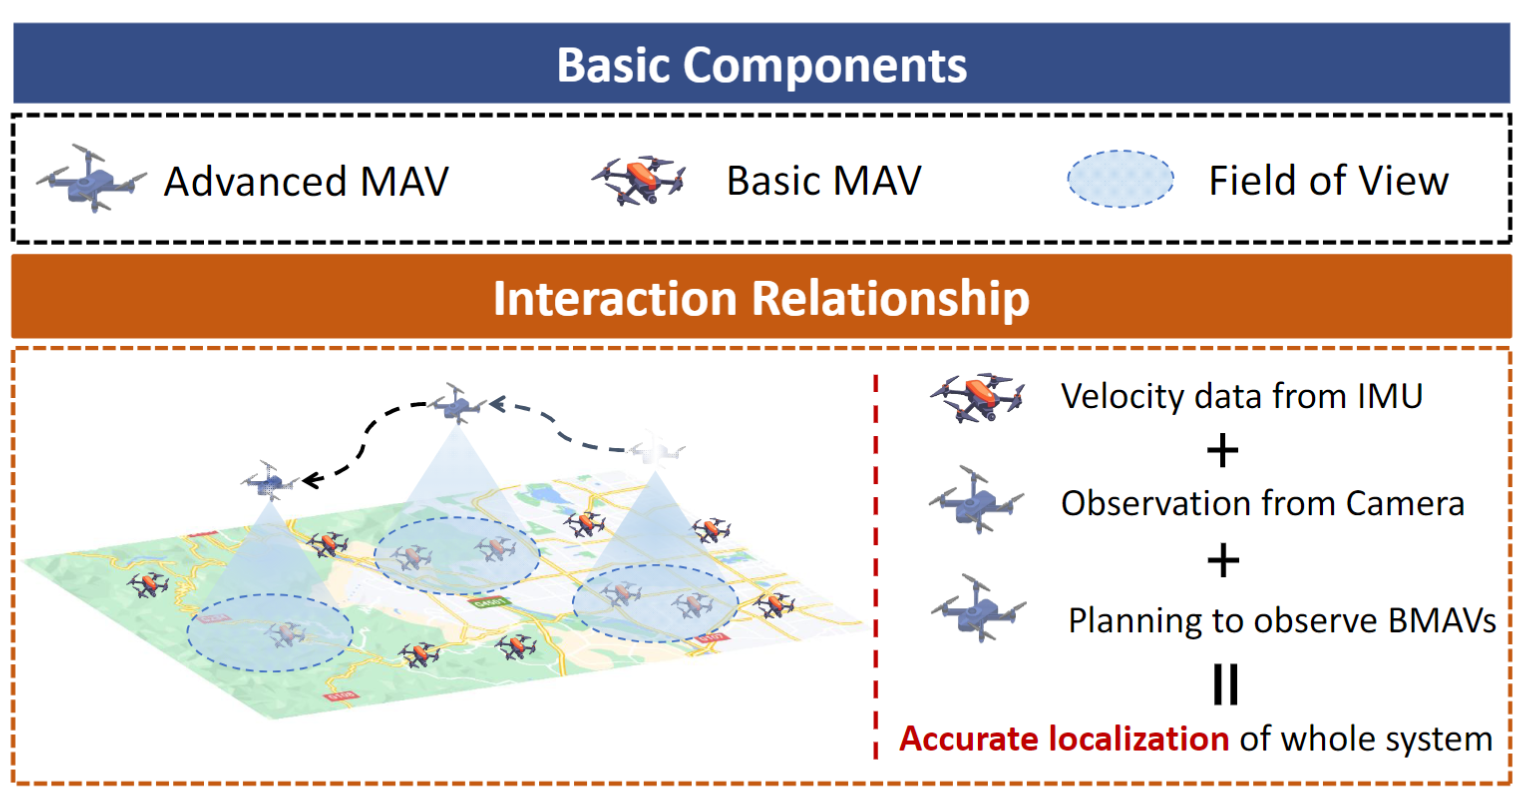 Basic Components
Advanced MAV
Basic MAV
Field of View
Interaction Relationship
Velocity data from IMU
+
Observation from Camera
+
Planning to observe BMAVs
=
Accurate localization of whole system
G108